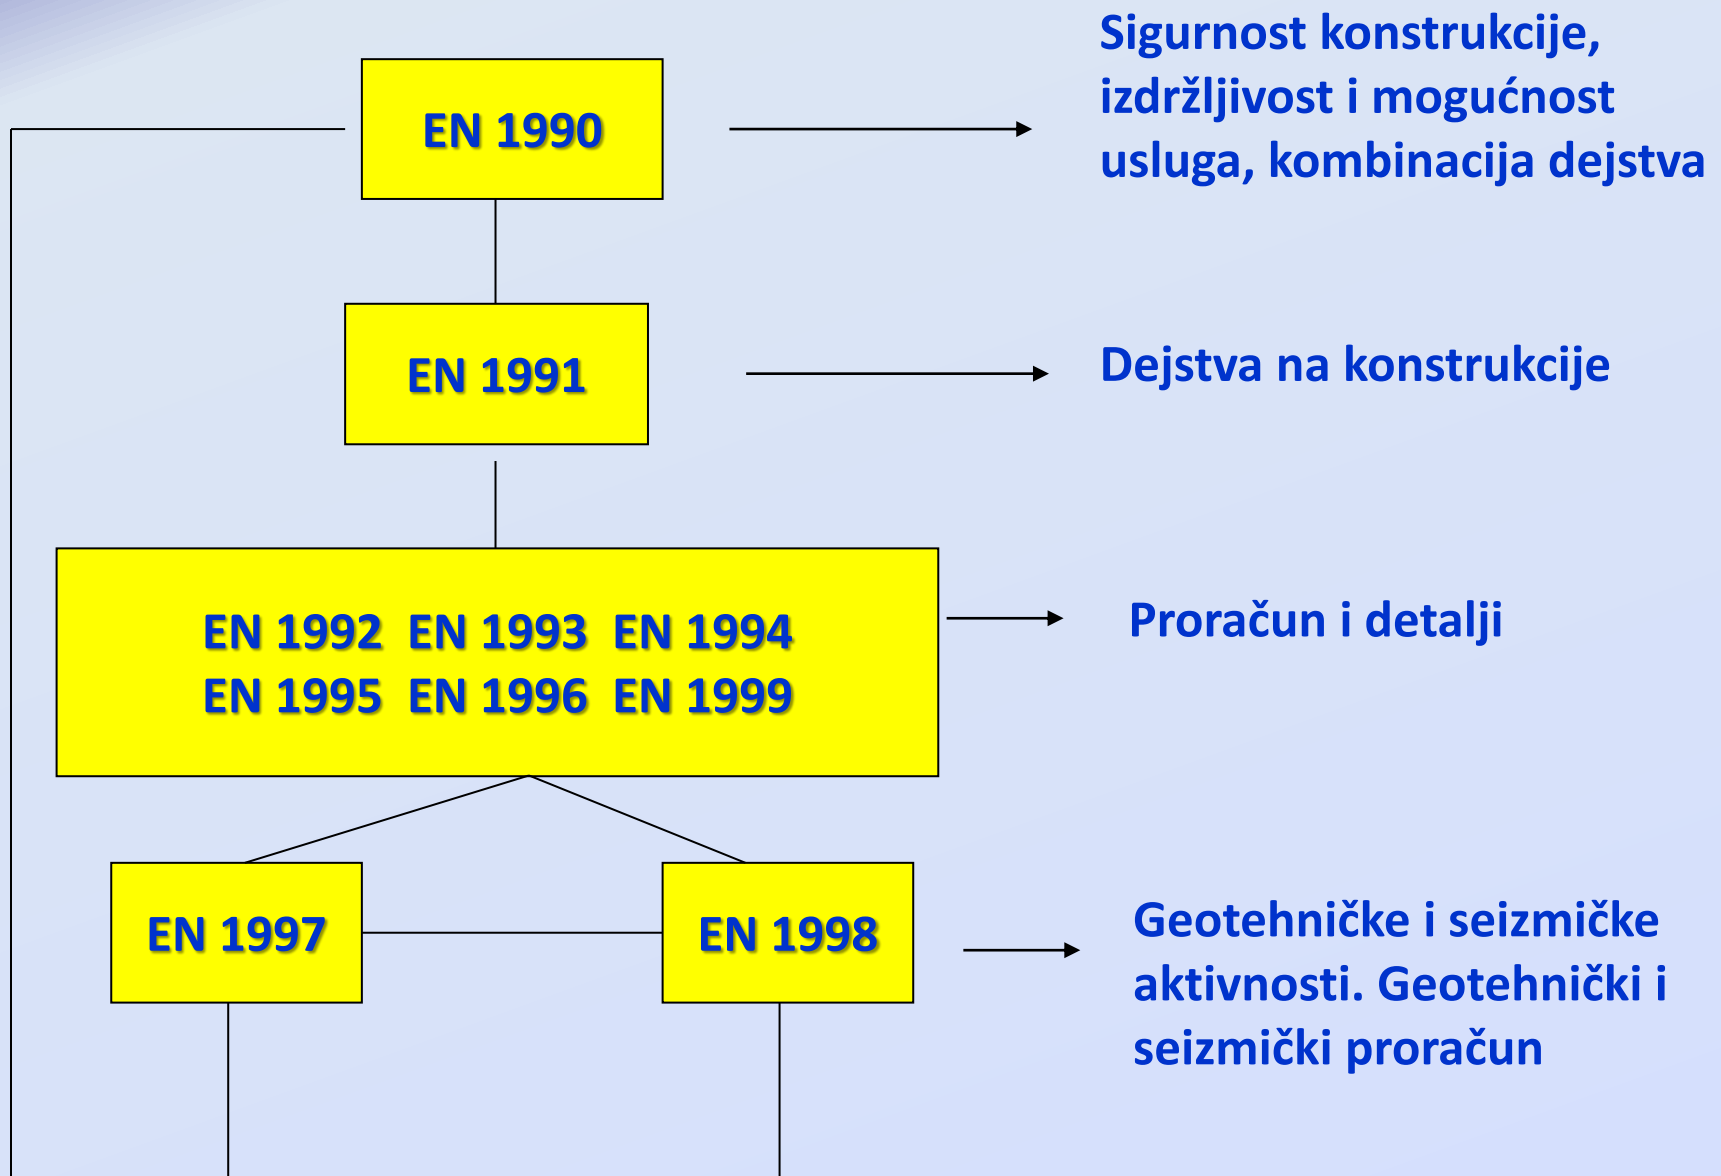 EN 1990
Sigurnost konstrukcije,
izdržljivost i mogućnost
usluga, kombinacija dejstva
EN 1991
Dejstva na konstrukcije
EN 1992 EN 1993 EN 1994
EN 1995 EN 1996 EN 1999
Proračun i detalji
EN 1997
EN 1998
Geotehničke i seizmičke
aktivnosti. Geotehnički i
seizmički proračun